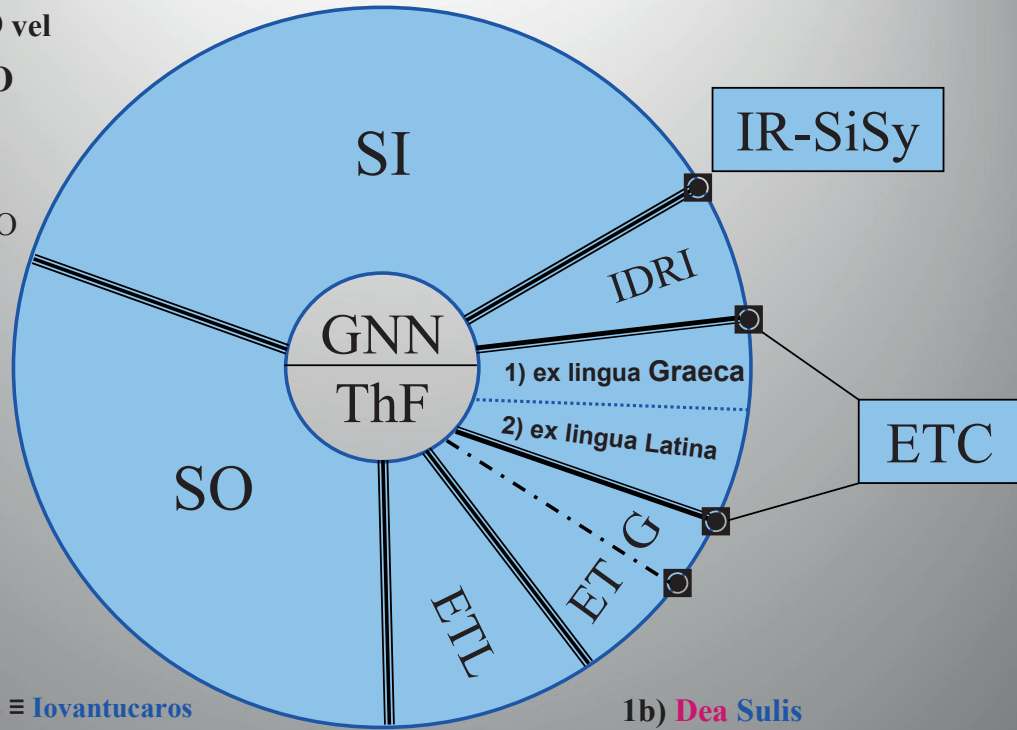 vel
SI
IR-SiSy
IDRI
GNN
ThF
1) ex lingua Graeca
2) ex lingua Latina
ETC
SO
ETG
ETL
≡ Iovantucaros
1b) Dea Sulis